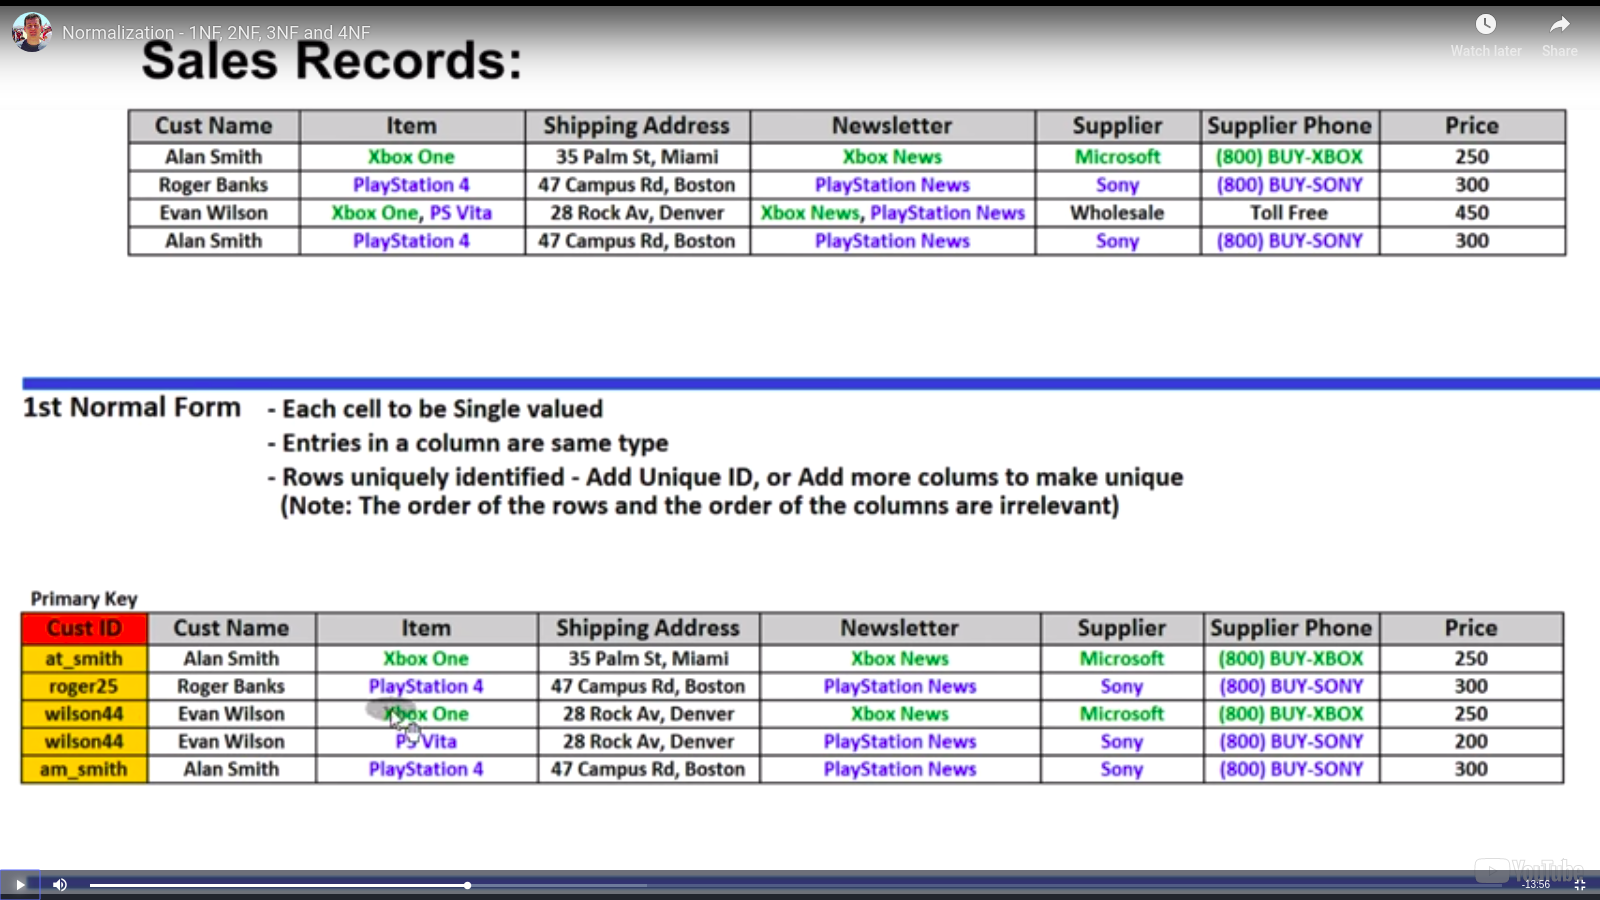 Normalization - 1NF, 2NF, 3NF and 4NF
Watch later
Share
Sales Records:
Cust Name Item Shipping Address Newsletter Supplier Supplier Phone Price
Alan Smith Xbox One 35 Palm St, Miami Xbox News Microsoft (800) BUY-XBOX 250
Roger Banks PlayStation 4 47 Campus Rd, Boston PlayStation News Sony (800) BUY-SONY 300
Evan Wilson Xbox One, PS Vita 28 Rock Av, Denver Xbox News, PlayStation News Wholesale Toll Free 450
Alan Smith PlayStation 4 47 Campus Rd, Boston PlayStation News Sony (800) BUY-SONY 300
1st Normal Form
- Each cell to be Single valued
- Entries in a column are same type
- Rows uniquely identified - Add Unique ID, or Add more colums to make unique
(Note: The order of the rows and the order of the columns are irrelevant)
Primary Key
Cust ID Cust Name Item Shipping Address Newsletter Supplier Supplier Phone Price
at_smith Alan Smith Xbox One 35 Palm St, Miami Xbox News Microsoft (800) BUY-XBOX 250
roger25 Roger Banks PlayStation 4 47 Campus Rd, Boston PlayStation News Sony (800) BUY-SONY 300
wilson44 Evan Wilson Xbox One 28 Rock Av, Denver Xbox News Microsoft (800) BUY-XBOX 250
wilson44 Evan Wilson PS Vita 28 Rock Av, Denver PlayStation News Sony (800) BUY-SONY 200
am_smith Alan Smith PlayStation 4 47 Campus Rd, Boston PlayStation News Sony (800) BUY-SONY 300
YouTube
-13:56